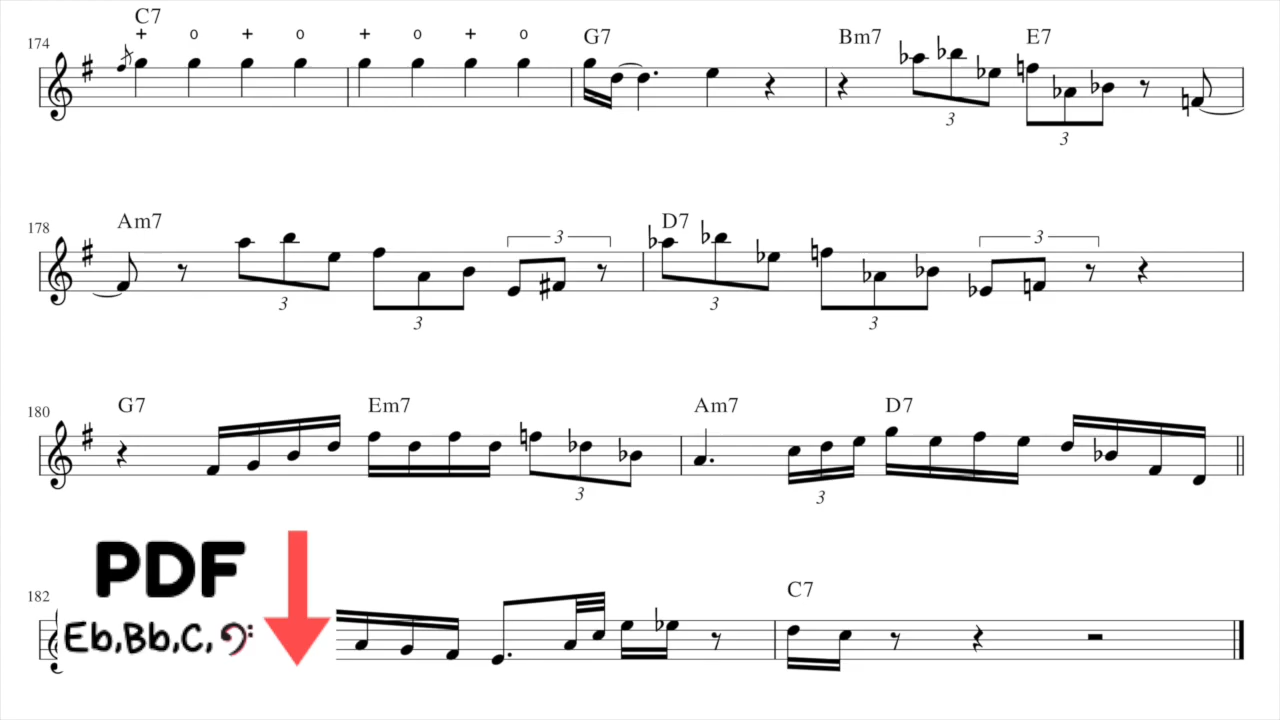 C7
+ o + o + o + o
174 G7 Bm7 E7
3 3
178 Am7 D7
3 3 3
3 3 3
180 G7 Em7 Am7 D7
3 3
PDF
182 C7
Eb,Bb,C,